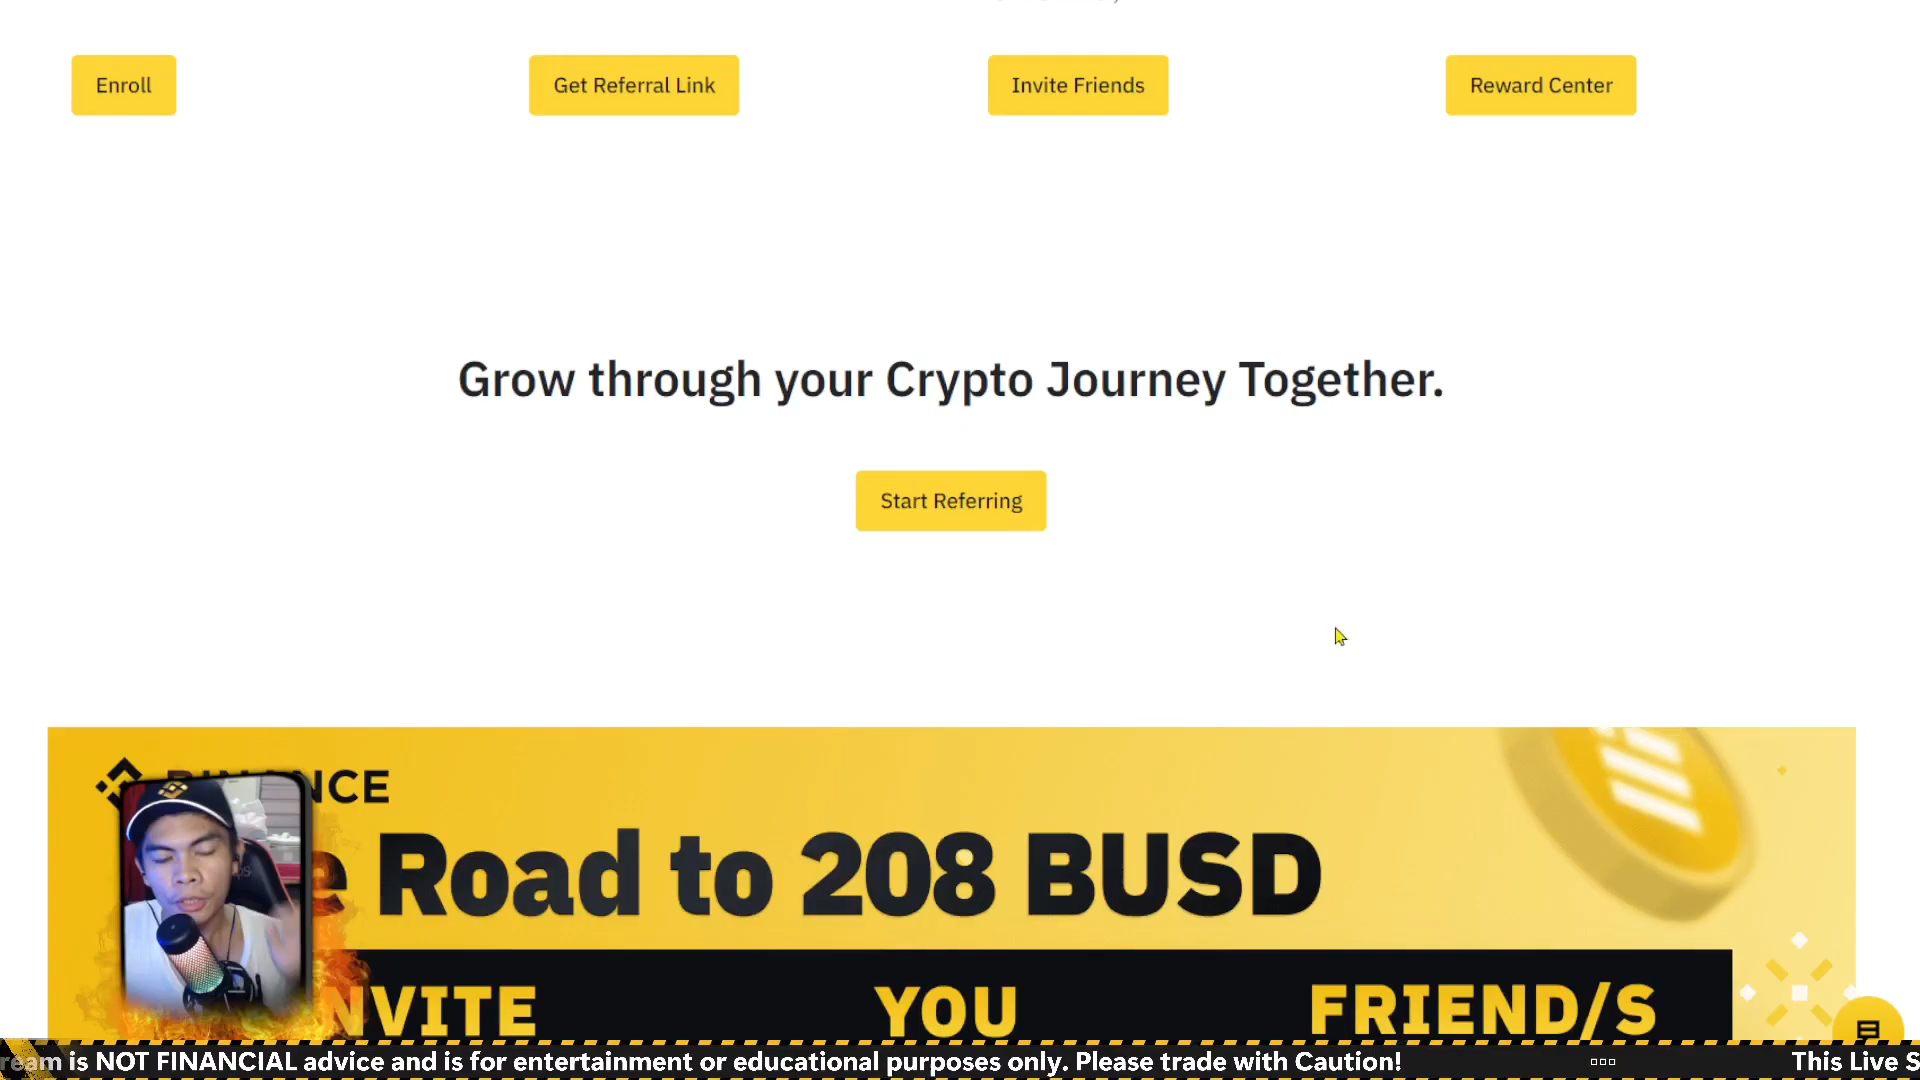 Enroll
Get Referral Link
Invite Friends
Reward Center
Grow through your Crypto Journey Together.
Start Referring
Road to 208 BUSD
YOU
FRIEND/S
is NOT FINANCIAL advice and is for entertainment or educational purposes only. Please trade with Caution!
This Live